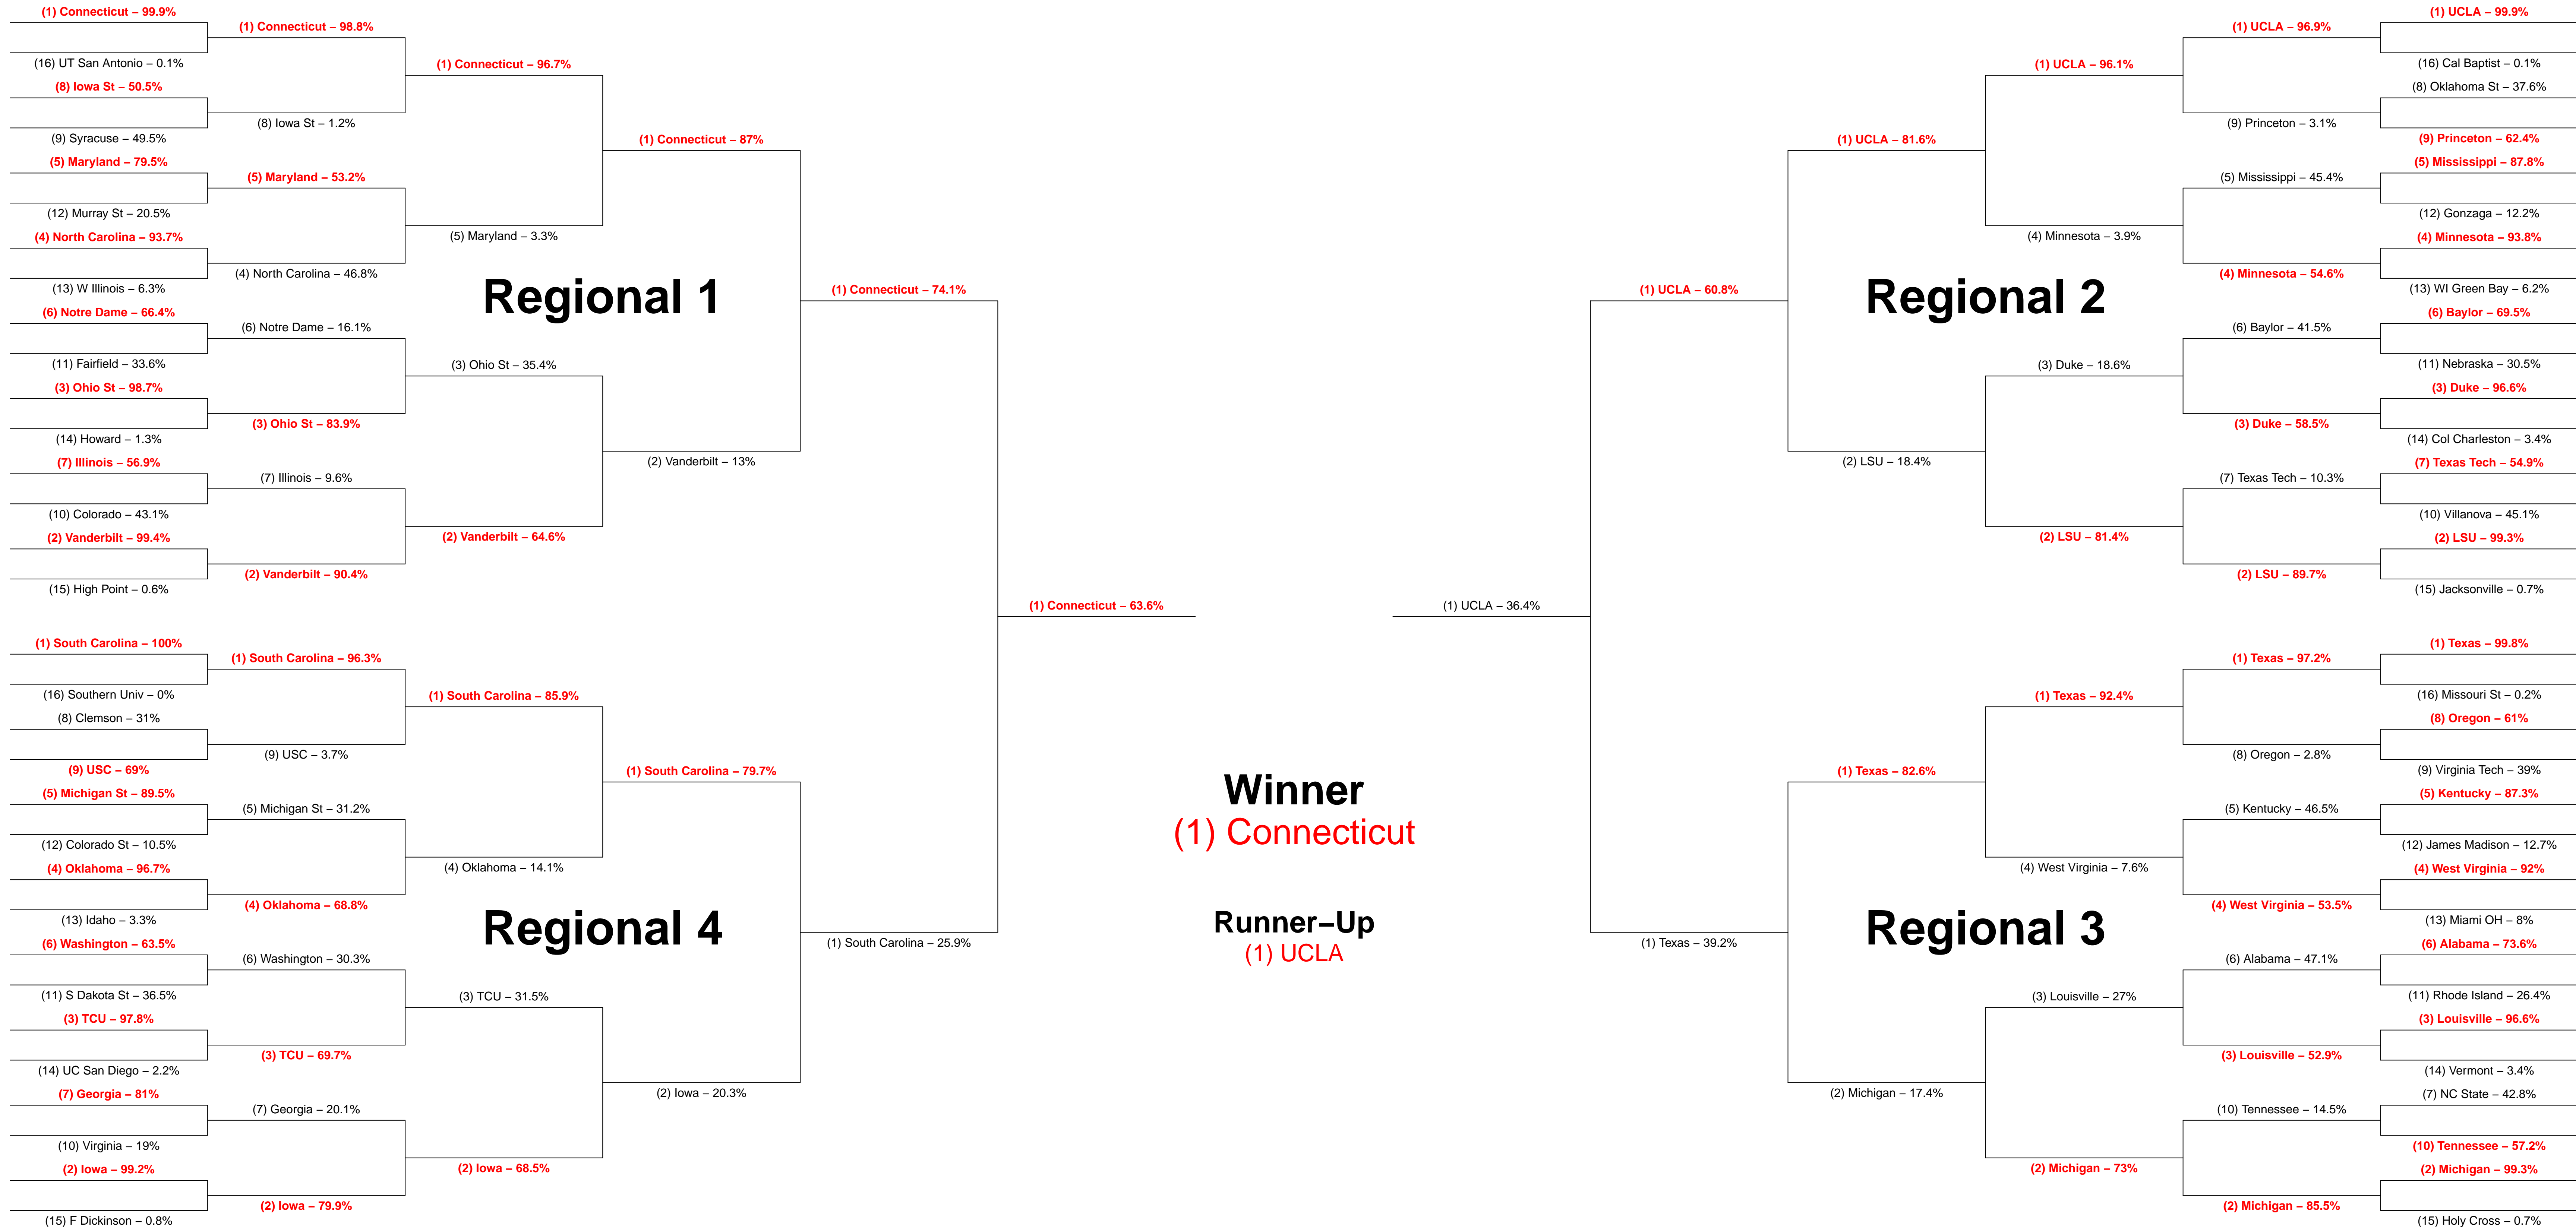 (1) Connecticut – 99.9%
(16) UT San Antonio – 0.1%
(8) Iowa St – 50.5%
(9) Syracuse – 49.5%
(5) Maryland – 79.5%
(12) Murray St – 20.5%
(4) North Carolina – 93.7%
(13) W Illinois – 6.3%
(6) Notre Dame – 66.4%
(11) Fairfield – 33.6%
(3) Ohio St – 98.7%
(14) Howard – 1.3%
(7) Illinois – 56.9%
(10) Colorado – 43.1%
(2) Vanderbilt – 99.4%
(15) High Point – 0.6%
(1) Connecticut – 98.8%
(8) Iowa St – 1.2%
(5) Maryland – 53.2%
(4) North Carolina – 46.8%
(6) Notre Dame – 16.1%
(3) Ohio St – 83.9%
(7) Illinois – 9.6%
(2) Vanderbilt – 90.4%
(1) Connecticut – 96.7%
(5) Maryland – 3.3%
(3) Ohio St – 35.4%
(2) Vanderbilt – 64.6%
Regional 1
(1) Connecticut – 87%
(2) Vanderbilt – 13%
(1) Connecticut – 74.1%
(1) South Carolina – 100%
(16) Southern Univ – 0%
(8) Clemson – 31%
(9) USC – 69%
(5) Michigan St – 89.5%
(12) Colorado St – 10.5%
(4) Oklahoma – 96.7%
(13) Idaho – 3.3%
(6) Washington – 63.5%
(11) S Dakota St – 36.5%
(3) TCU – 97.8%
(14) UC San Diego – 2.2%
(7) Georgia – 81%
(10) Virginia – 19%
(2) Iowa – 99.2%
(15) F Dickinson – 0.8%
(1) South Carolina – 96.3%
(9) USC – 3.7%
(5) Michigan St – 31.2%
(4) Oklahoma – 68.8%
(6) Washington – 30.3%
(3) TCU – 69.7%
(7) Georgia – 20.1%
(2) Iowa – 79.9%
(1) South Carolina – 85.9%
(4) Oklahoma – 14.1%
(3) TCU – 31.5%
(2) Iowa – 68.5%
Regional 4
(1) South Carolina – 79.7%
(2) Iowa – 20.3%
(1) South Carolina – 25.9%
(1) Connecticut – 63.6%
(1) UCLA – 36.4%
Winner
(1) Connecticut
Runner–Up
(1) UCLA
(1) UCLA – 60.8%
(1) UCLA – 81.6%
(2) LSU – 18.4%
Regional 2
(1) UCLA – 96.1%
(4) Minnesota – 3.9%
(3) Duke – 18.6%
(2) LSU – 81.4%
(1) UCLA – 96.9%
(9) Princeton – 3.1%
(5) Mississippi – 45.4%
(4) Minnesota – 54.6%
(6) Baylor – 41.5%
(3) Duke – 58.5%
(7) Texas Tech – 10.3%
(2) LSU – 89.7%
(1) UCLA – 99.9%
(16) Cal Baptist – 0.1%
(8) Oklahoma St – 37.6%
(9) Princeton – 62.4%
(5) Mississippi – 87.8%
(12) Gonzaga – 12.2%
(4) Minnesota – 93.8%
(13) WI Green Bay – 6.2%
(6) Baylor – 69.5%
(11) Nebraska – 30.5%
(3) Duke – 96.6%
(14) Col Charleston – 3.4%
(7) Texas Tech – 54.9%
(10) Villanova – 45.1%
(2) LSU – 99.3%
(15) Jacksonville – 0.7%
(1) Texas – 39.2%
(1) Texas – 82.6%
(2) Michigan – 17.4%
Regional 3
(1) Texas – 92.4%
(4) West Virginia – 7.6%
(3) Louisville – 27%
(2) Michigan – 73%
(1) Texas – 97.2%
(8) Oregon – 2.8%
(5) Kentucky – 46.5%
(4) West Virginia – 53.5%
(6) Alabama – 47.1%
(3) Louisville – 52.9%
(10) Tennessee – 14.5%
(2) Michigan – 85.5%
(1) Texas – 99.8%
(16) Missouri St – 0.2%
(8) Oregon – 61%
(9) Virginia Tech – 39%
(5) Kentucky – 87.3%
(12) James Madison – 12.7%
(4) West Virginia – 92%
(13) Miami OH – 8%
(6) Alabama – 73.6%
(11) Rhode Island – 26.4%
(3) Louisville – 96.6%
(14) Vermont – 3.4%
(7) NC State – 42.8%
(10) Tennessee – 57.2%
(2) Michigan – 99.3%
(15) Holy Cross – 0.7%